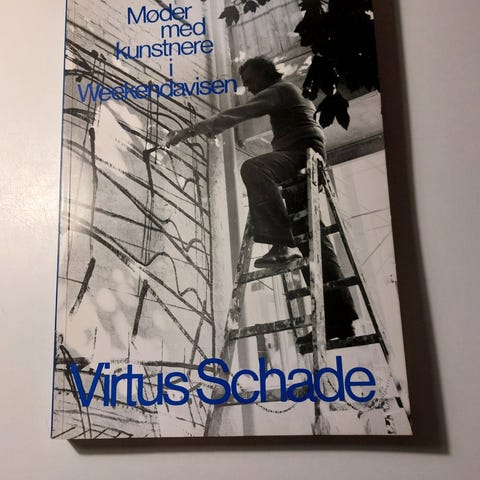 Møder
med
kunstnere
i
Weekendavisen
Virtus Schade